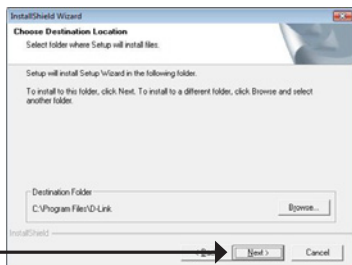 InstallShield Wizard
Choose Destination Location
Select folder where Setup will install files.
Setup will install Setup Wizard in the following folder.
To install to this folder, click Next. To install to a different folder, click Browse and select
another folder.
Destination Folder
C:\Program Files\D-Link
Browse...
InstallShield
Next > Cancel